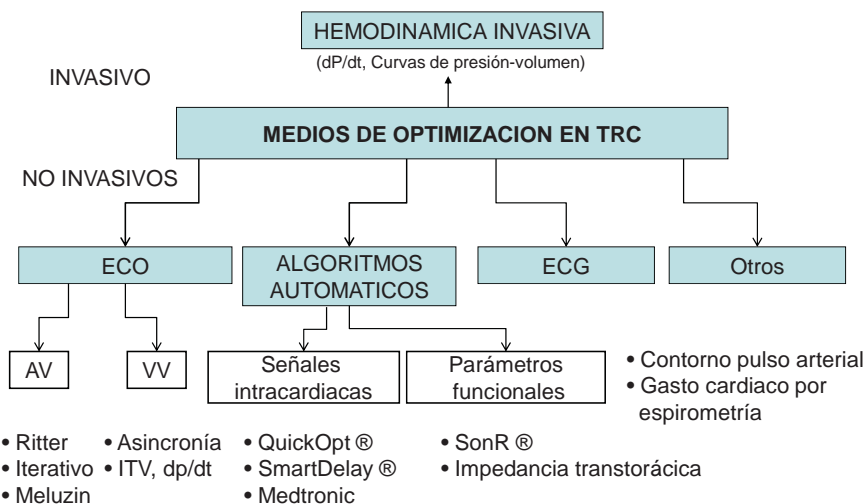 HEMODINAMICA INVASIVA
(dP/dt, Curvas de presión-volumen)
INVASIVO
MEDIOS DE OPTIMIZACION EN TRC
NO INVASIVOS
ECO
ALGORITMOS
AUTOMATICOS
ECG
Otros
AV
VV
Señales
intracardiacas
Parámetros
funcionales
• Contorno pulso arterial
• Gasto cardiaco por
espirometría
• Ritter
• Iterativo
• Meluzin
• Asincronía
• ITV, dp/dt
• QuickOpt ®
• SmartDelay ®
• Medtronic
• SonR ®
• Impedancia transtorácica